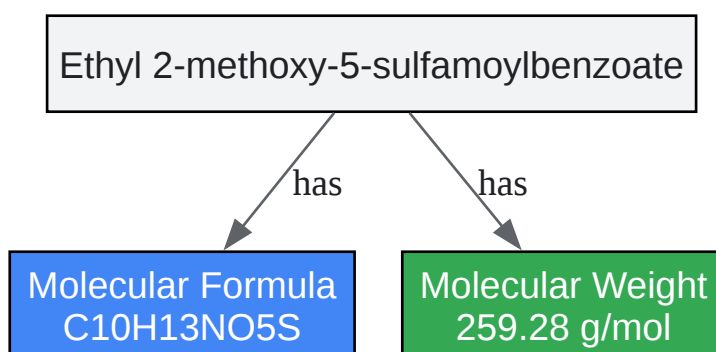 Ethyl 2-methoxy-5-sulfamoylbenzoate
has has
Molecular Formula
C10H13NO5S
Molecular Weight
259.28 g/mol